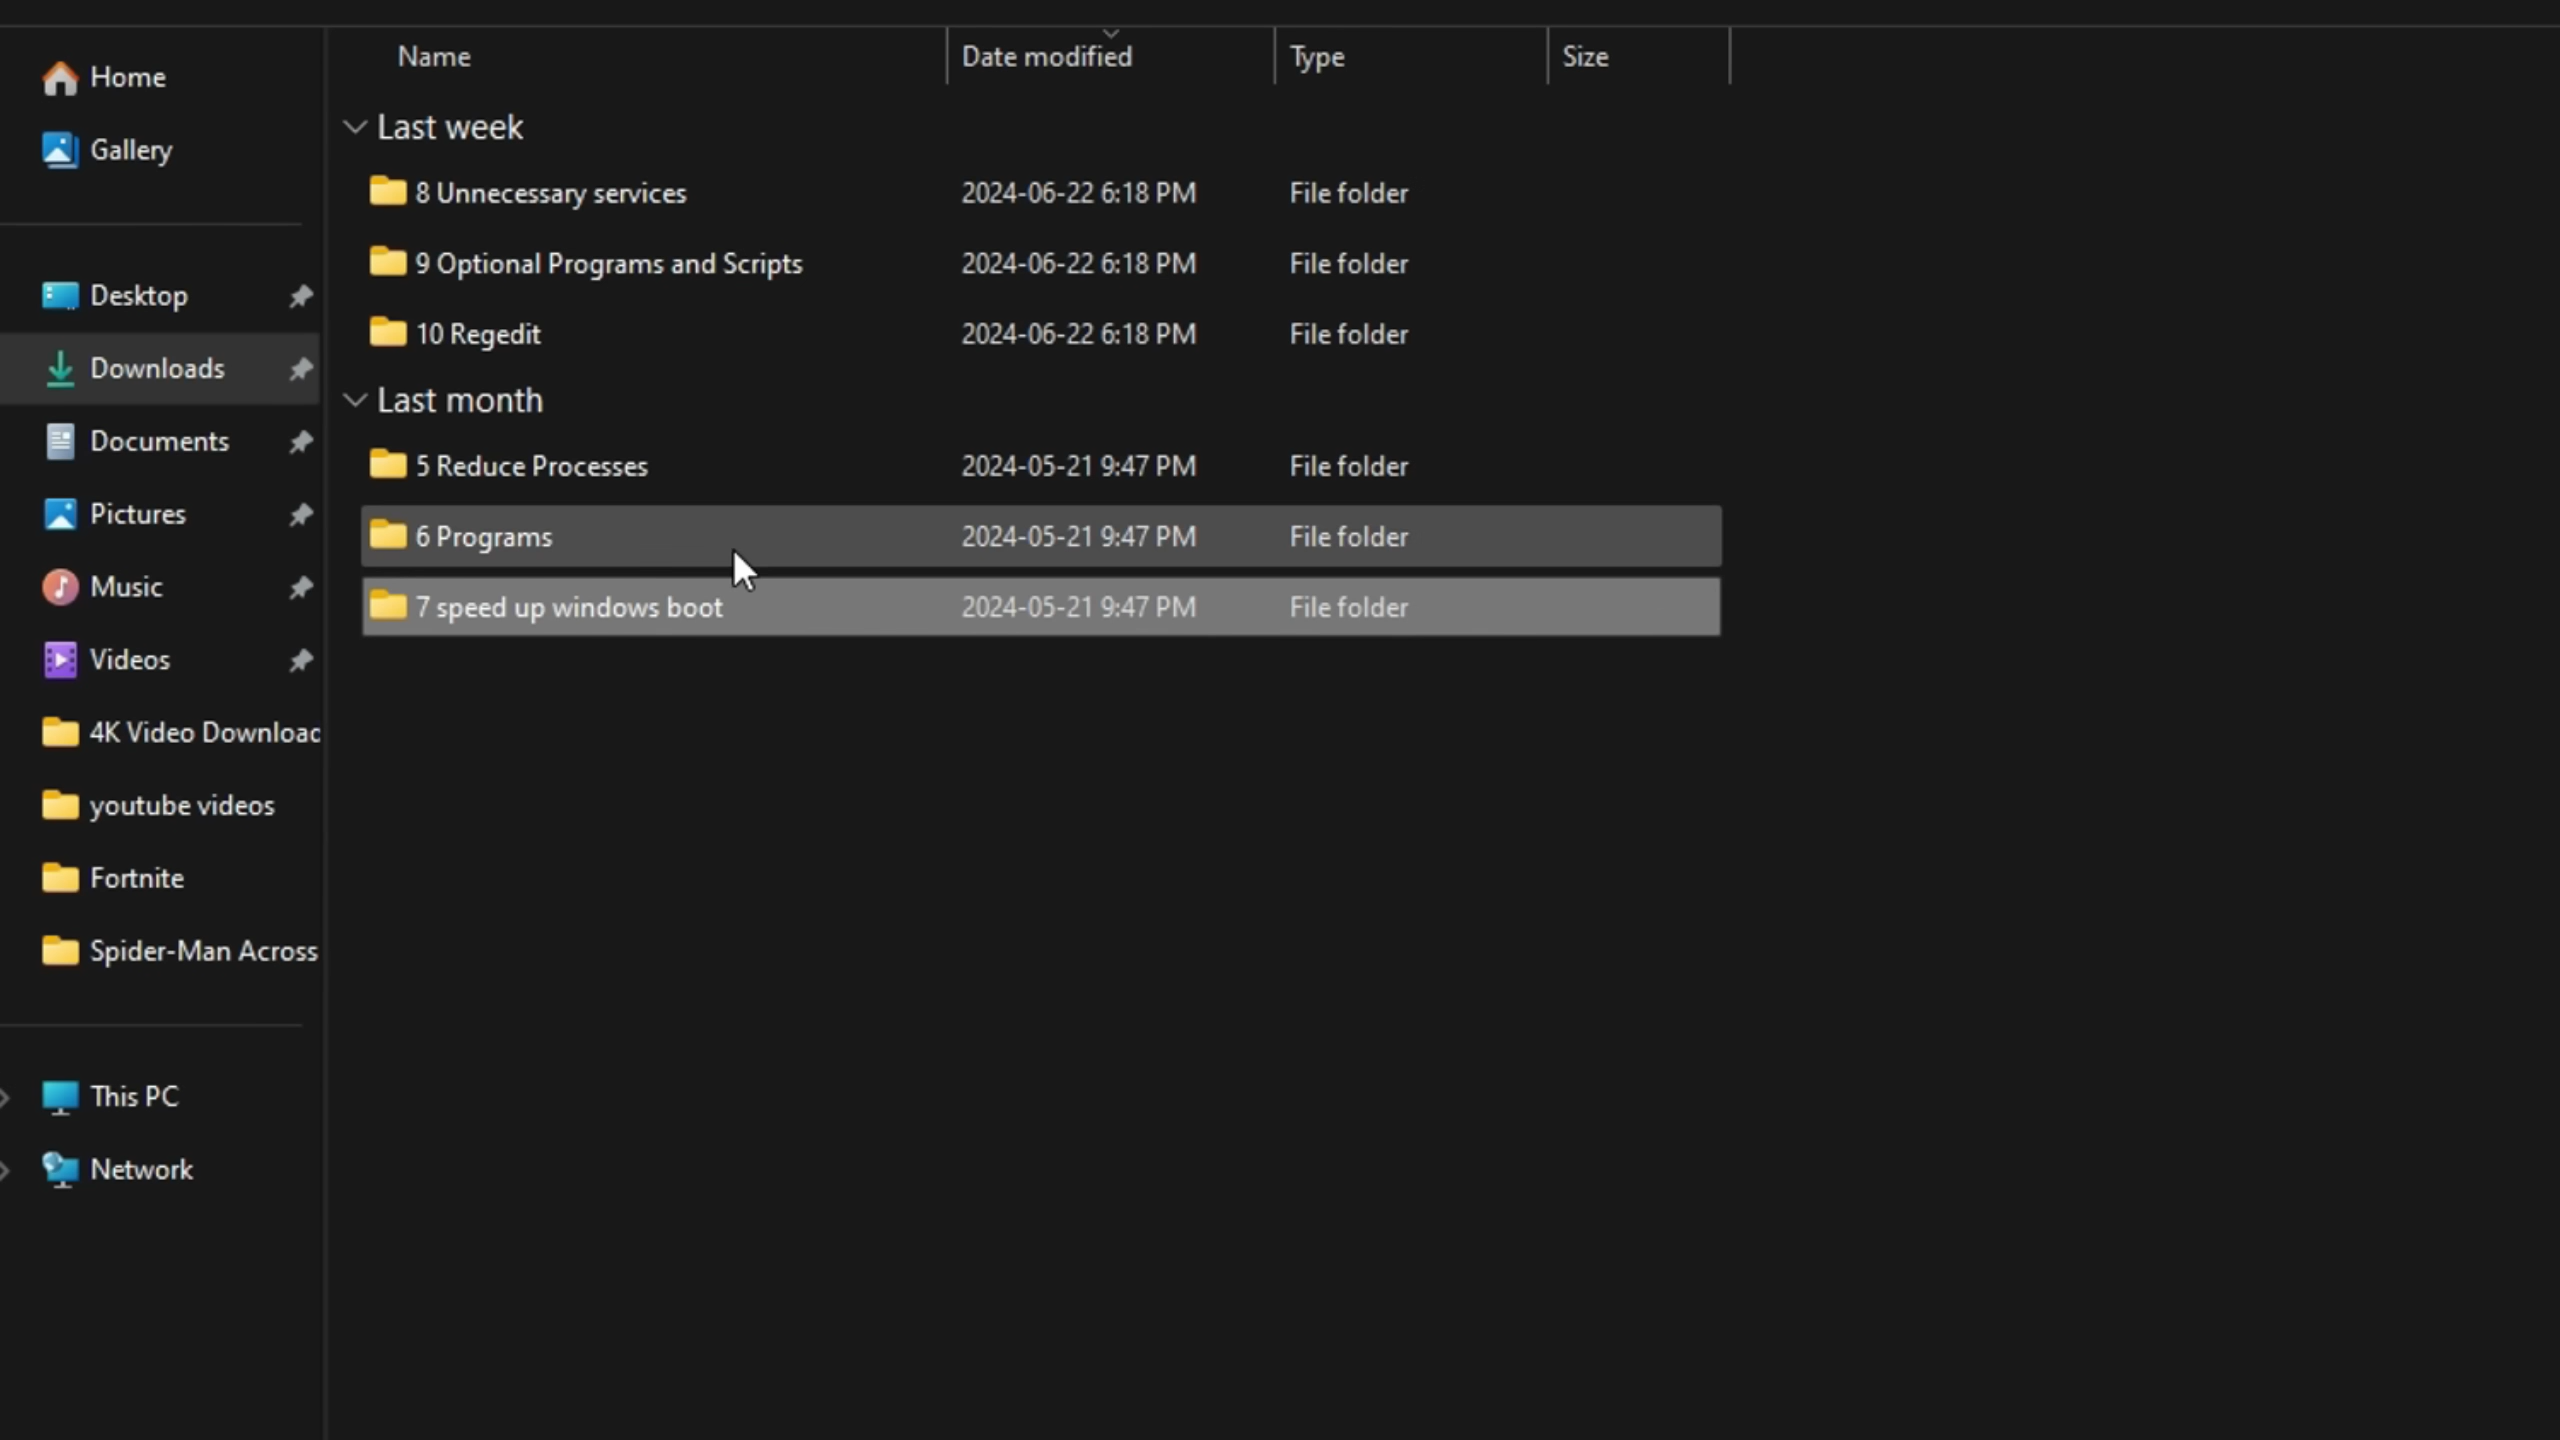 Home
Gallery
Desktop
Downloads
Documents
Pictures
Music
Videos
4K Video Downloac
youtube videos
Fortnite
Spider-Man Across
This PC
Network
Name Date modified Type Size
Last week
8 Unnecessary services 2024-06-22 6:18 PM File folder
9 Optional Programs and Scripts 2024-06-22 6:18 PM File folder
10 Regedit 2024-06-22 6:18 PM File folder
Last month
5 Reduce Processes 2024-05-21 9:47 PM File folder
6 Programs 2024-05-21 9:47 PM File folder
7 speed up windows boot 2024-05-21 9:47 PM File folder